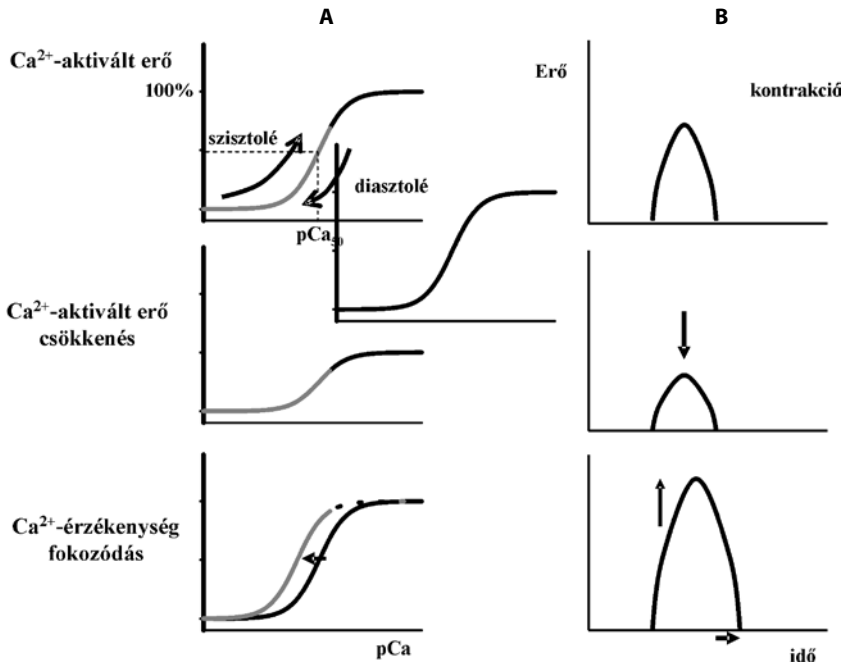 A
B
Ca²⁺-aktivált erő
100%
szisztolé
diasztolé
pCa₅₀
Erő
kontrakció
Ca²⁺-aktivált erő
csökkenés
Ca²⁺-érzékenység
fokozódás
pCa
idő